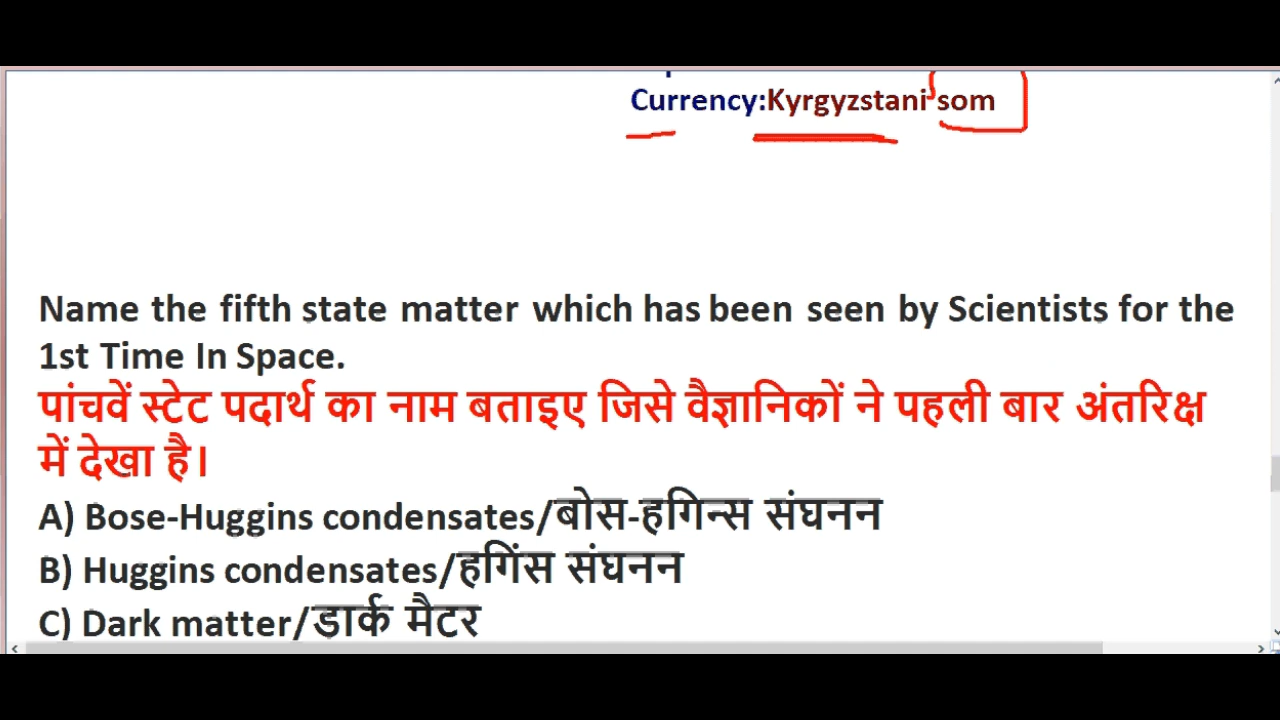 Currency:Kyrgyzstani som
Name the fifth state matter which has been seen by Scientists for the
1st Time In Space.
पांचवें स्टेट पदार्थ का नाम बताइए जिसे वैज्ञानिकों ने पहली बार अंतरिक्ष
में देखा है।
A) Bose-Huggins condensates/बोस-हगिन्स संघनन
B) Huggins condensates/हगिंस संघनन
C) Dark matter/डार्क मैटर